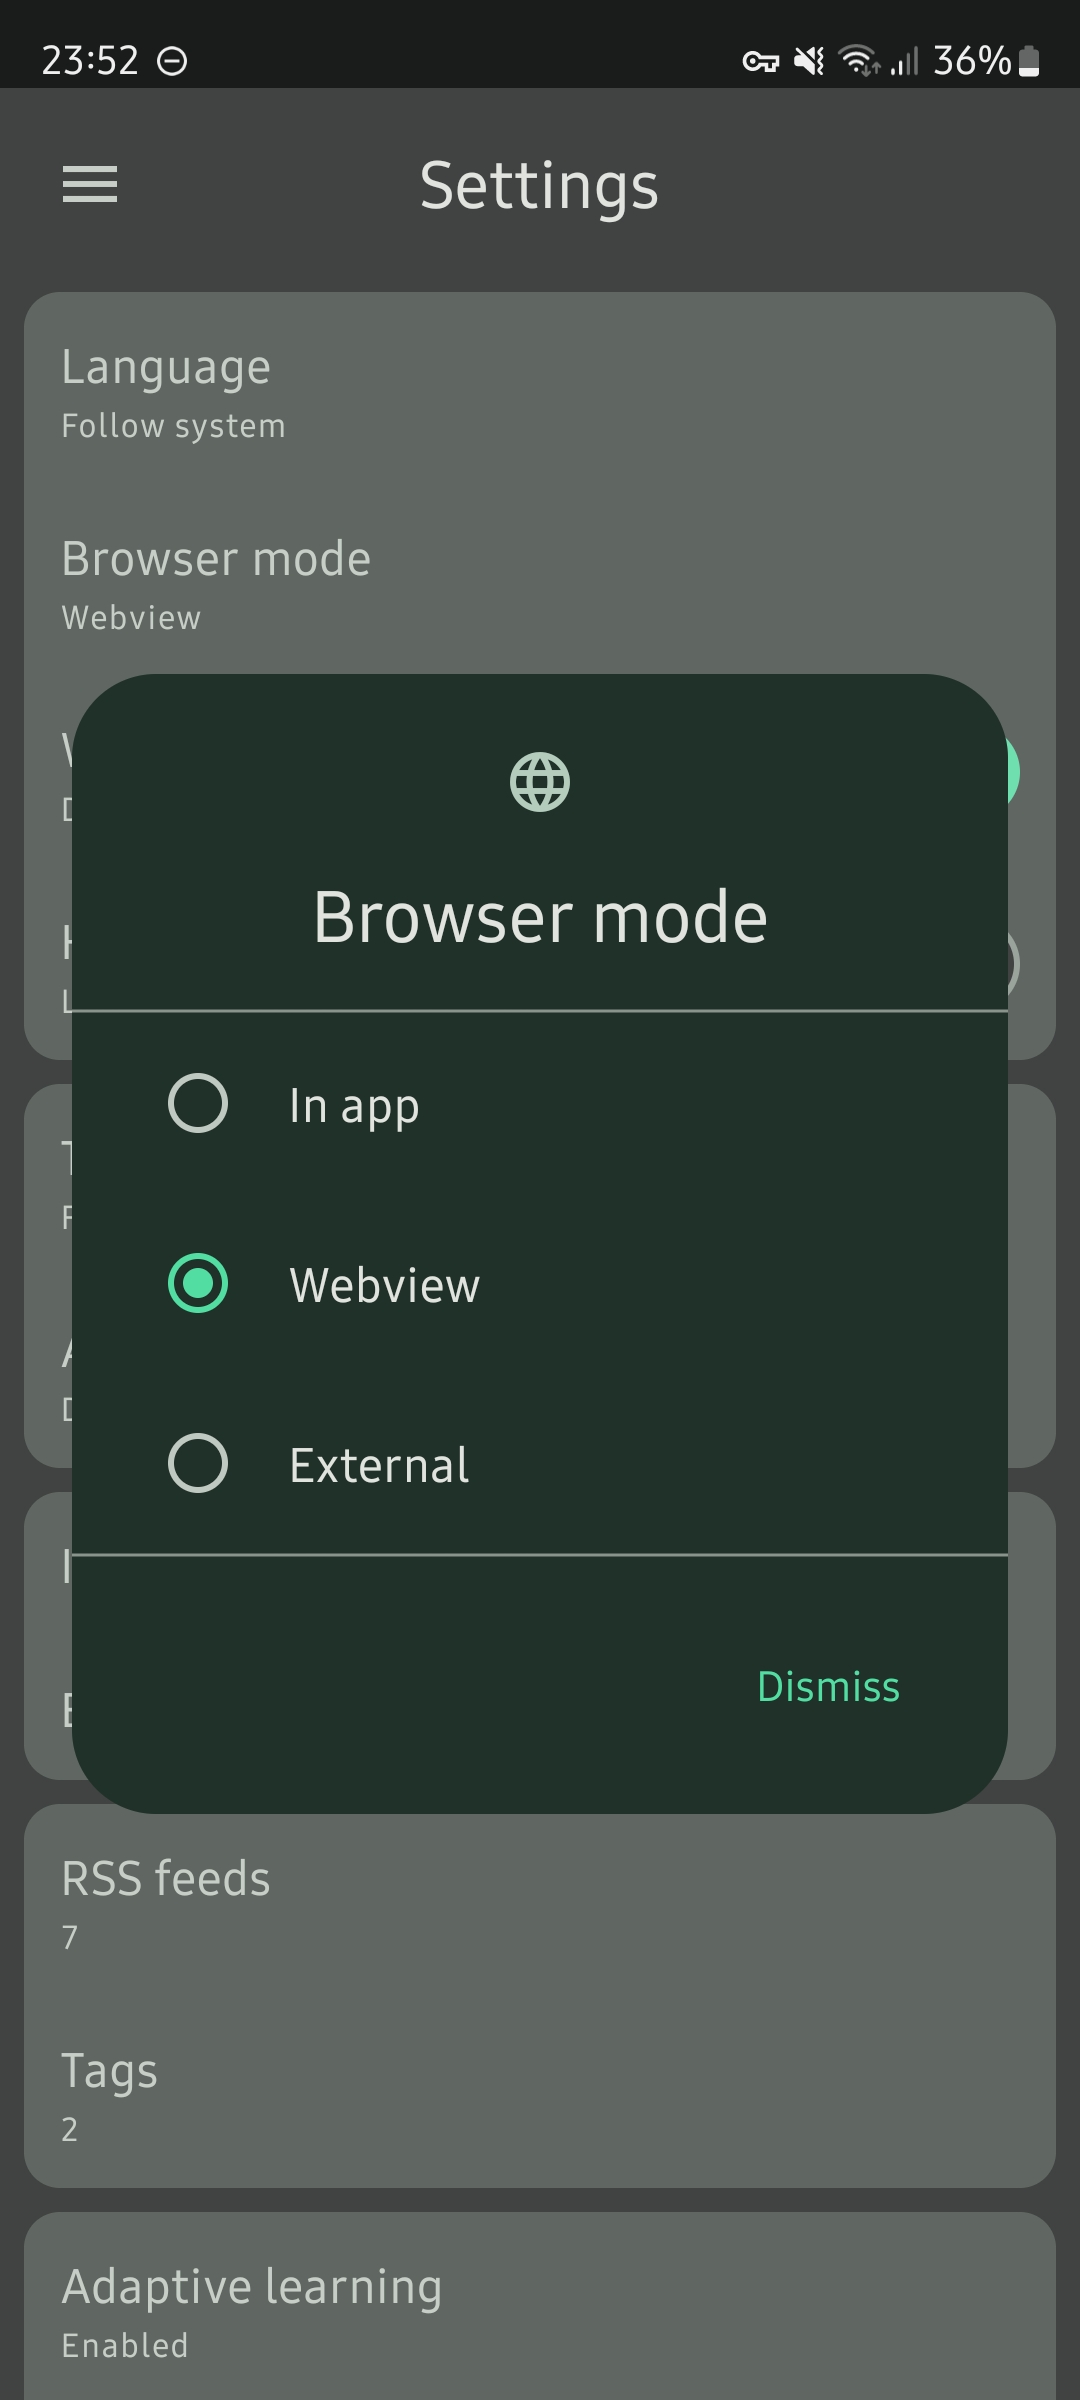 23:52
36%
Settings
Language
Follow system
Browser mode
Webview
Browser mode
In app
Webview
External
Dismiss
RSS feeds
7
Tags
2
Adaptive learning
Enabled